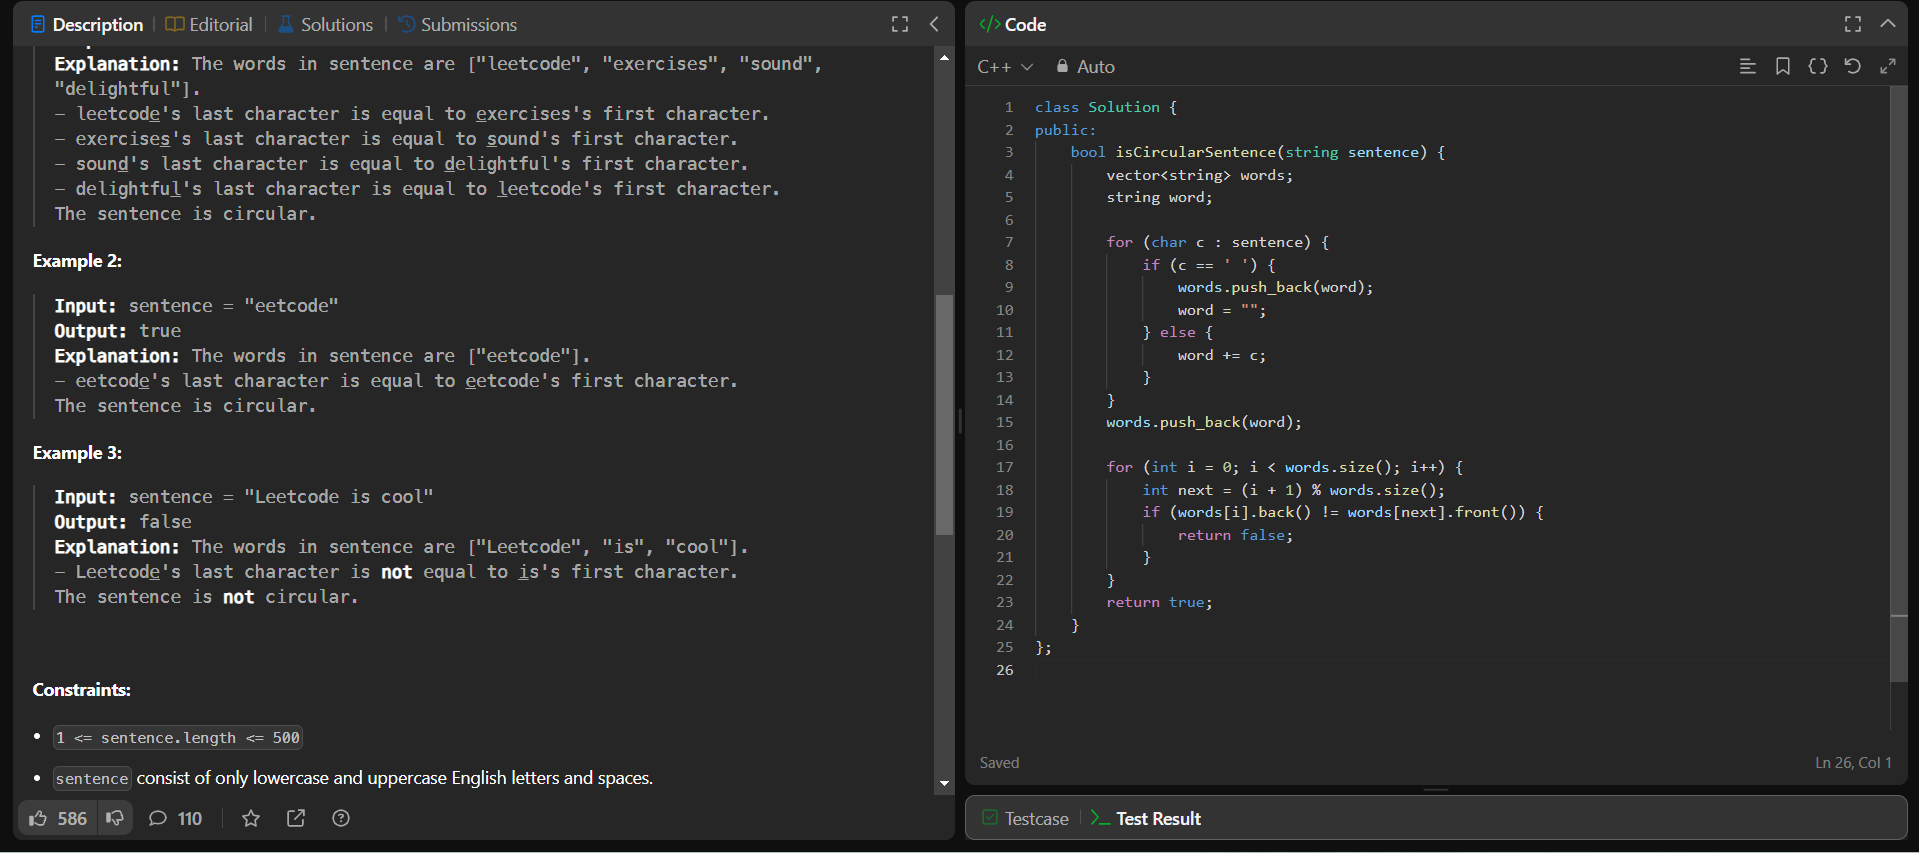 Description Editorial Solutions Submissions
Explanation: The words in sentence are ["leetcode", "exercises", "sound",
"delightful"].
- leetcode's last character is equal to exercises's first character.
- exercises's last character is equal to sound's first character.
- sound's last character is equal to delightful's first character.
- delightful's last character is equal to leetcode's first character.
The sentence is circular.
Example 2:
Input: sentence = "eetcode"
Output: true
Explanation: The words in sentence are ["eetcode"].
- eetcode's last character is equal to eetcode's first character.
The sentence is circular.
Example 3:
Input: sentence = "Leetcode is cool"
Output: false
Explanation: The words in sentence are ["Leetcode", "is", "cool"].
- Leetcode's last character is not equal to is's first character.
The sentence is not circular.
Constraints:
• 1 <= sentence.length <= 500
• sentence consist of only lowercase and uppercase English letters and spaces.
586 110
</> Code
C++ Auto
1 class Solution {
2 public:
3 bool isCircularSentence(string sentence) {
4 vector<string> words;
5 string word;
6
7 for (char c : sentence) {
8 if (c == ' ') {
9 words.push_back(word);
10 word = "";
11 } else {
12 word += c;
13 }
14 }
15 words.push_back(word);
16
17 for (int i = 0; i < words.size(); i++) {
18 int next = (i + 1) % words.size();
19 if (words[i].back() != words[next].front()) {
20 return false;
21 }
22 }
23 return true;
24 }
25 };
26
Saved Ln 26, Col 1
Testcase Test Result